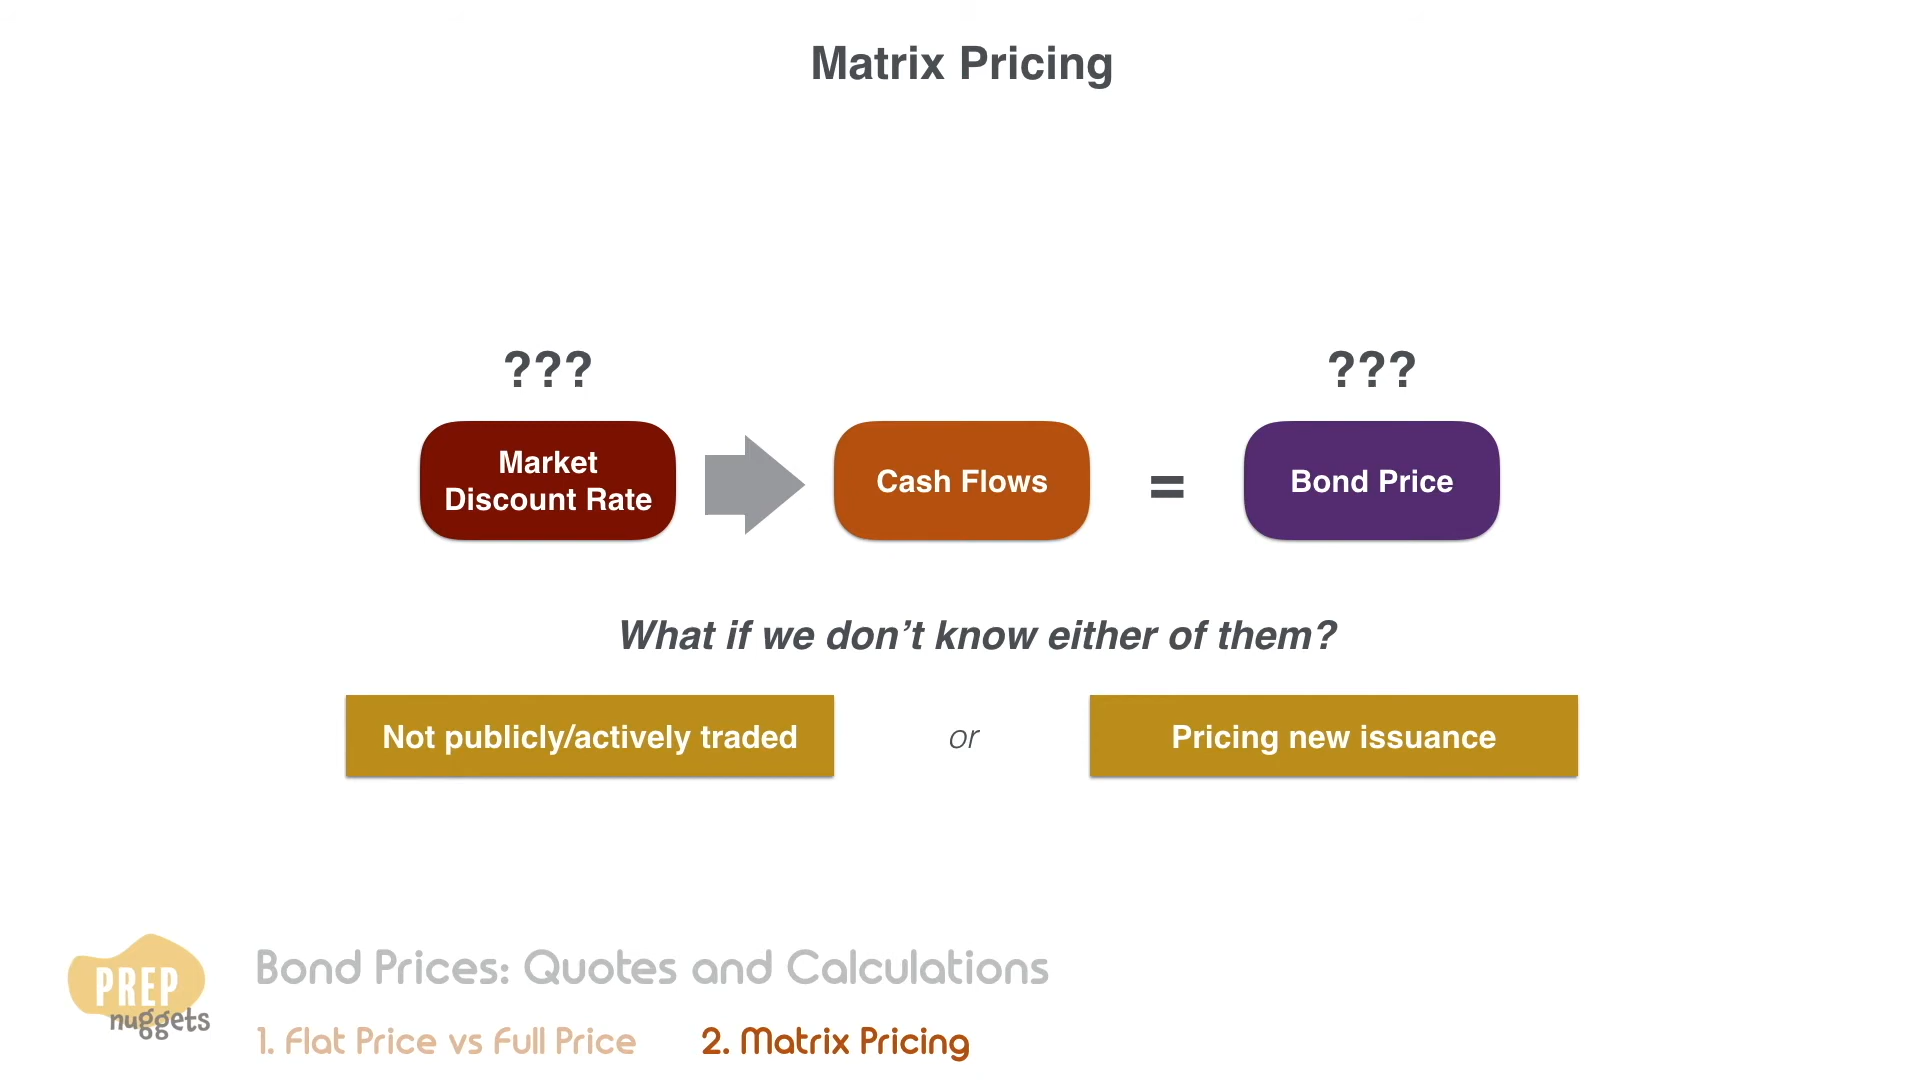 Matrix Pricing
???
???
Market
Discount Rate
Cash Flows
=
Bond Price
What if we don’t know either of them?
Not publicly/actively traded
or
Pricing new issuance
PREP
nuggets
Bond Prices: Quotes and Calculations
1. Flat Price vs Full Price
2. Matrix Pricing